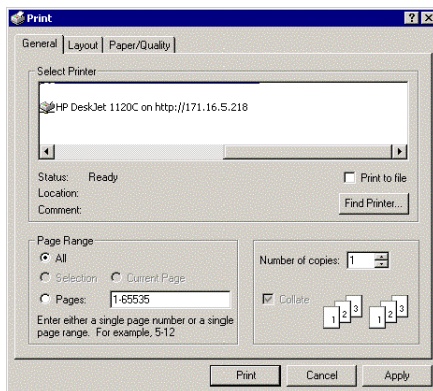 Print
General Layout Paper/Quality
Select Printer
HP DeskJet 1120C on http://171.16.5.218
Status: Ready
Print to file
Location:
Comment:
Find Printer...
Page Range
All
Number of copies: 1
Selection Current Page
Pages: 1-65535
Collate
1 2 3 1 2 3
Enter either a single page number or a single
page range. For example, 5-12
Print Cancel Apply